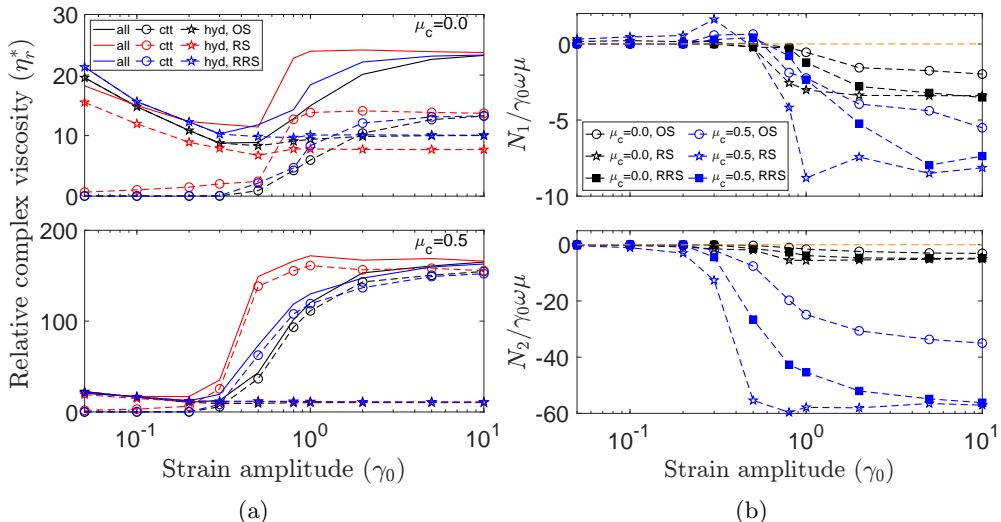 Relative complex viscosity (η*r)
30
20
10
0
all ctt hyd, OS
all ctt hyd, RS
all ctt hyd, RRS
μc=0.0
200
100
0
μc=0.5
10⁻¹ 10⁰ 10¹
Strain amplitude (γ0)
(a)
N1/γ0ωμ
0
-5
-10
μc=0.0, OS μc=0.5, OS
μc=0.0, RS μc=0.5, RS
μc=0.0, RRS μc=0.5, RRS
N2/γ0ωμ
0
-20
-40
-60
10⁻¹ 10⁰ 10¹
Strain amplitude (γ0)
(b)